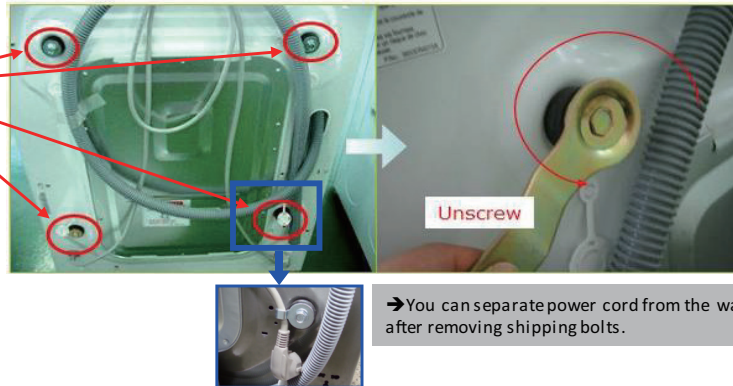 Unscrew
➔You can separate power cord from the wa
after removing shipping bolts.